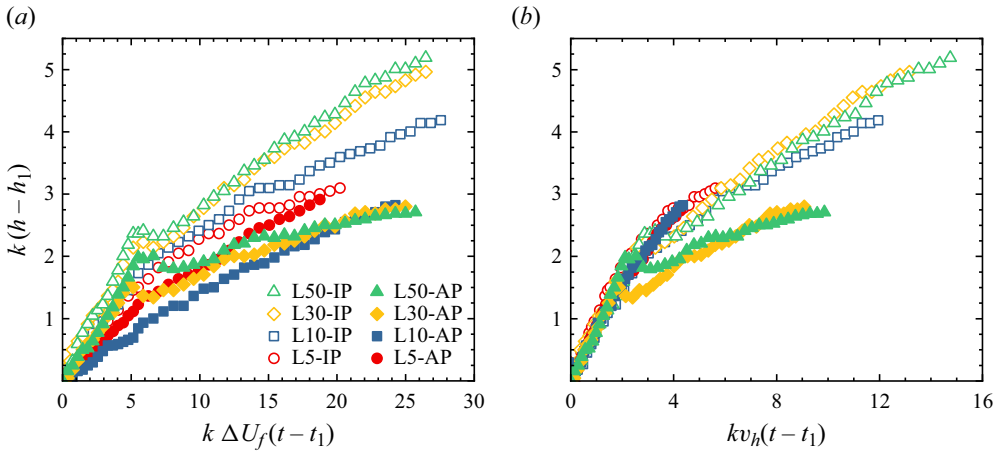 (a)
(b)
5
4
3
2
1
0
5
10
15
20
25
30
k (h – h1)
k ΔUf(t – t1)
L50-IP
L50-AP
L30-IP
L30-AP
L10-IP
L10-AP
L5-IP
L5-AP
5
4
3
2
1
0
4
8
12
16
kvh(t – t1)